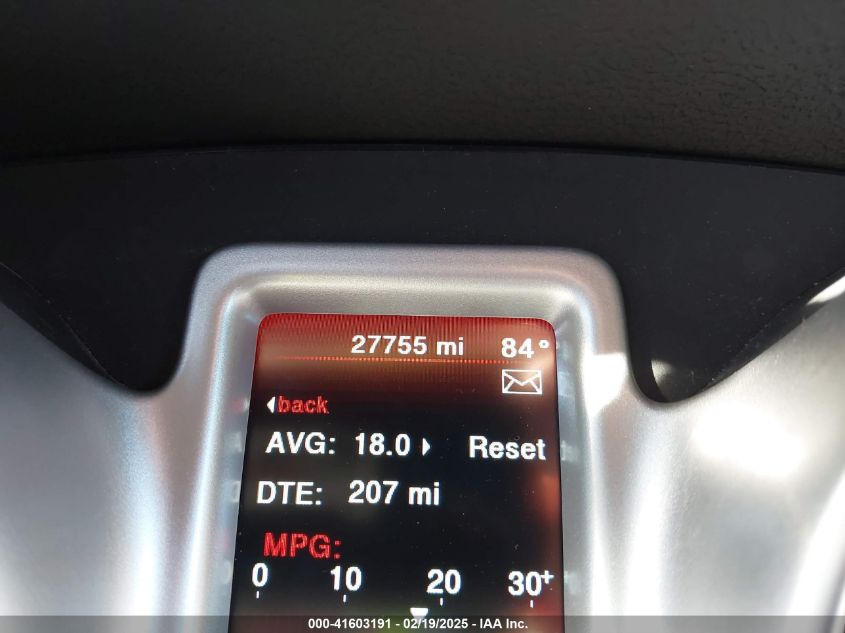 27755 mi 84°
back
AVG: 18.0 Reset
DTE: 207 mi
MPG:
0 10 20 30+
000-41603191 - 02/19/2025 - IAA Inc.